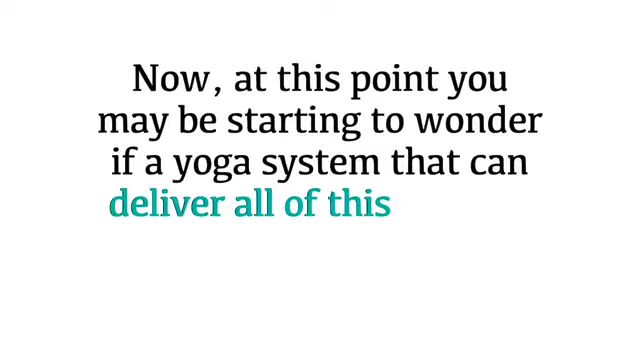 Now, at this point you
may be starting to wonder
if a yoga system that can
deliver all of this